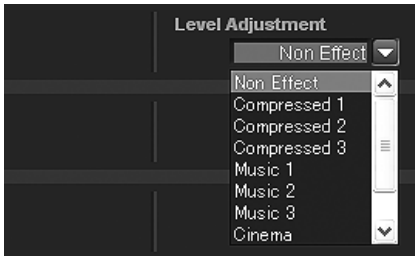 Level Adjustment
Non Effect
Non Effect
Compressed 1
Compressed 2
Compressed 3
Music 1
Music 2
Music 3
Cinema